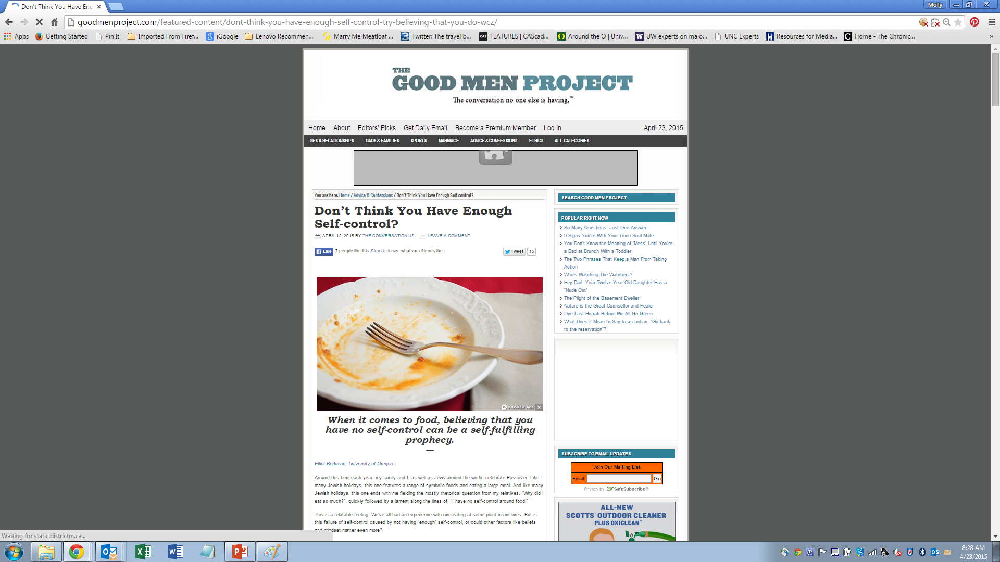 Don't Think You Have Eno
Molly
goodmenproject.com/featured-content/dont-think-you-have-enough-self-control-try-believing-that-you-do-wcz/
Apps Getting Started Pin It Imported From Firef... iGoogle Lenovo Recommen... Marry Me Meatloaf ... Twitter: The travel b... FEATURES | CAScad... Around the O | Univ... UW experts on majo... UNC Experts Resources for Media... Home - The Chronic... »
THE
GOOD MEN PROJECT
The conversation no one else is having.™
Home About Editors' Picks Get Daily Email Become a Premium Member Log In April 23, 2015
SEX & RELATIONSHIPS DADS & FAMILIES SPORTS MARRIAGE ADVICE & CONFESSIONS ETHICS ALL CATEGORIES
You are here: Home / Advice & Confessions / Don't Think You Have Enough Self-control?
Don't Think You Have Enough
Self-control?
APRIL 12, 2015 BY THE CONVERSATION US LEAVE A COMMENT
Like 7 people like this. Sign Up to see what your friends like. Tweet 15
KIOSKED Ads
When it comes to food, believing that you
have no self-control can be a self-fulfilling
prophecy.
—
Elliot Berkman, University of Oregon
Around this time each year, my family and I, as well as Jews around the world, celebrate Passover. Like
many Jewish holidays, this one features a range of symbolic foods and eating a large meal. And like many
Jewish holidays, this one ends with me fielding the mostly rhetorical question from my relatives, "Why did I
eat so much?", quickly followed by a lament along the lines of, "I have no self-control around food!"
This is a relatable feeling. We've all had an experience with overeating at some point in our lives. But is
this failure of self-control caused by not having "enough" self-control, or could other factors like beliefs
and mindset matter even more?
SEARCH GOOD MEN PROJECT
POPULAR RIGHT NOW
So Many Questions. Just One Answer.
9 Signs You're With Your Toxic Soul Mate
You Don't Know the Meaning of 'Mess' Until You're
a Dad at Brunch With a Toddler
The Two Phrases That Keep a Man From Taking
Action
Who's Watching The Watchers?
Hey Dad, Your Twelve Year-Old Daughter Has a
"Nude Out"
The Plight of the Basement Dweller
Nature is the Great Counsellor and Healer
One Last Hurrah Before We All Go Green
What Does it Mean to Say to an Indian, "Go back
to the reservation"?
SUBSCRIBE TO EMAIL UPDATES
Join Our Mailing List
Email: Go
Privacy by SafeSubscribe℠
ALL-NEW
SCOTTS® OUTDOOR CLEANER
PLUS OXICLEAN™
Waiting for static.districtm.ca...
8:28 AM
4/23/2015